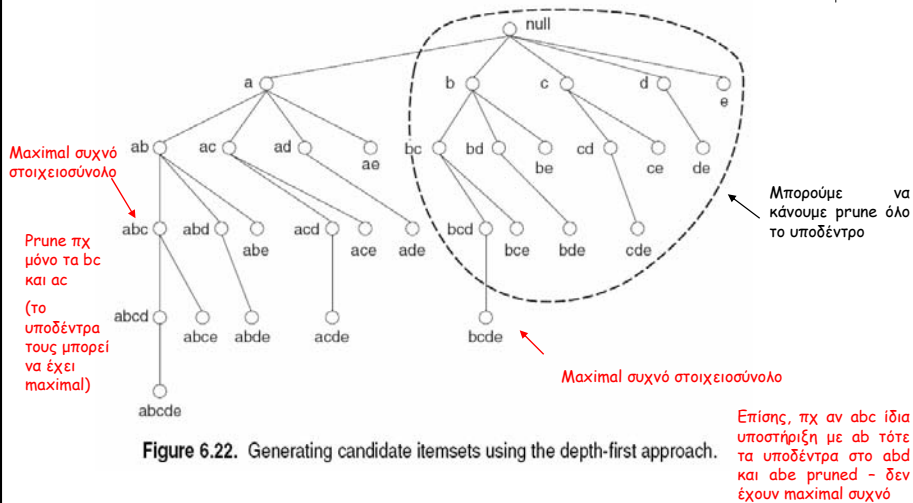 null
a
b
c
d
e
Maximal συχνό
στοιχειοσύνολο
ab
ac
ad
ae
bc
bd
be
cd
ce
de
Μπορούμε να
κάνουμε prune όλο
το υποδέντρο
abc
abd
abe
acd
ace
ade
bcd
bce
bde
cde
Prune πχ
μόνο τα bc
και ac
(το
υποδέντρα
τους μπορεί
να έχει
maximal)
abcd
abce
abde
acde
bcde
Maximal συχνό στοιχειοσύνολο
abcde
Figure 6.22. Generating candidate itemsets using the depth-first approach.
Επίσης, πχ αν abc ίδια
υποστήριξη με ab τότε
τα υποδέντρα στο abd
και abe pruned – δεν
έχουν maximal συχνό